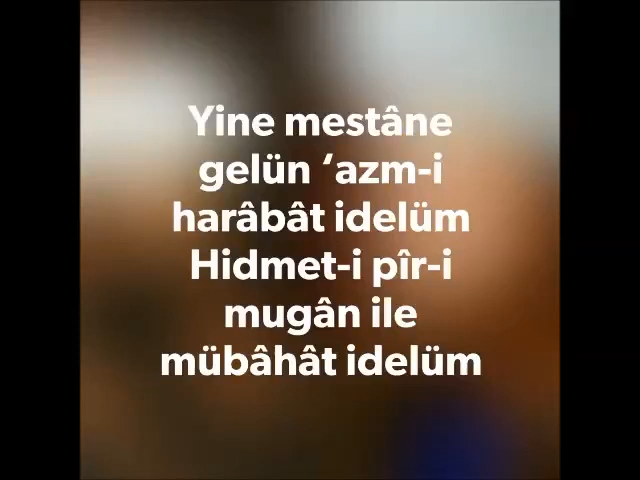 Yine mestâne
gelün ‘azm-i
harâbât idelüm
Hidmet-i pîr-i
mugân ile
mübâhât idelüm